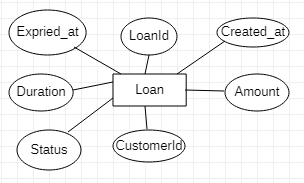 Expried_at
LoanId
Created_at
Duration
Loan
Amount
Status
CustomerId